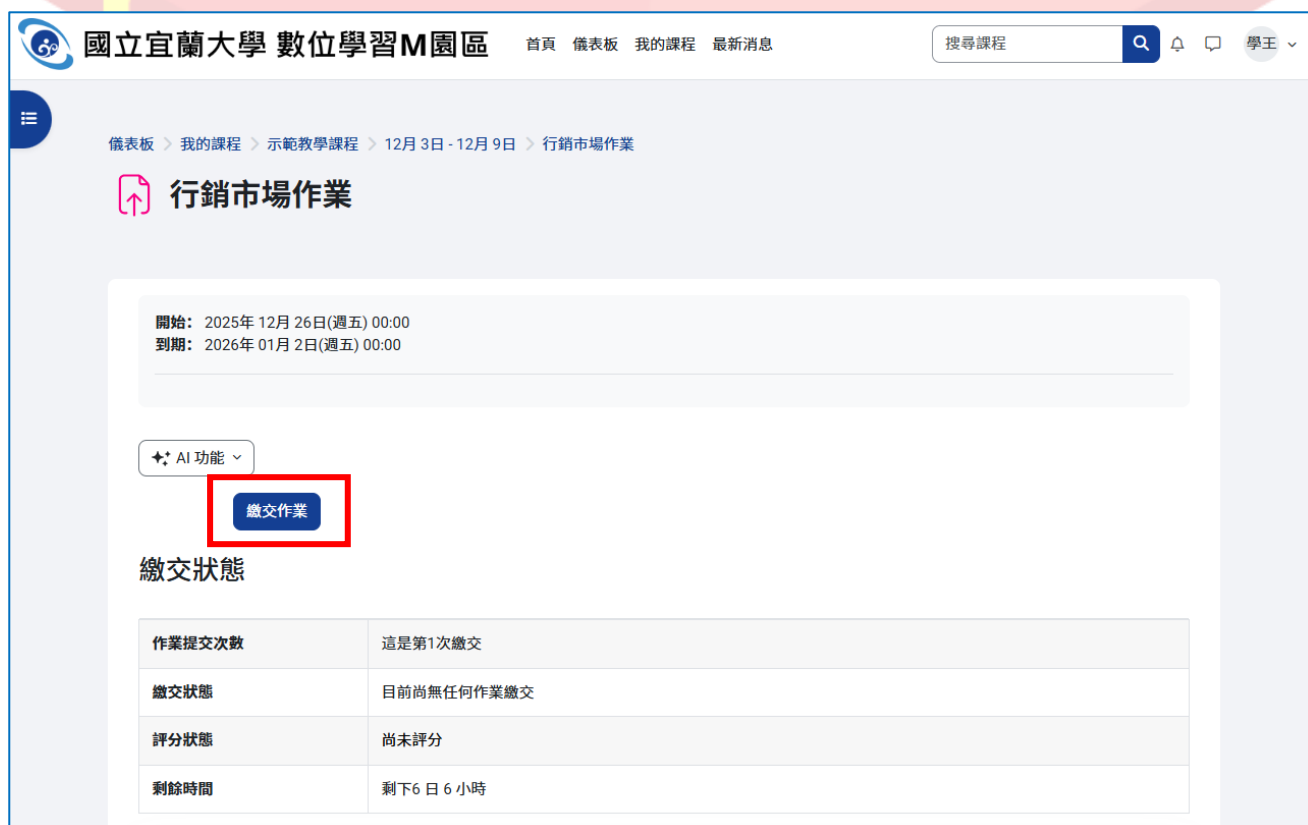 國立宜蘭大學 數位學習M園區 首頁 儀表板 我的課程 最新消息 搜尋課程 學王
儀表板 > 我的課程 > 示範教學課程 > 12月 3日 - 12月 9日 > 行銷市場作業
行銷市場作業
開始： 2025年 12月 26日(週五) 00:00
到期： 2026年 01月 2日(週五) 00:00
AI 功能
繳交作業
繳交狀態
作業提交次數 這是第1次繳交
繳交狀態 目前尚無任何作業繳交
評分狀態 尚未評分
剩餘時間 剩下6 日 6 小時